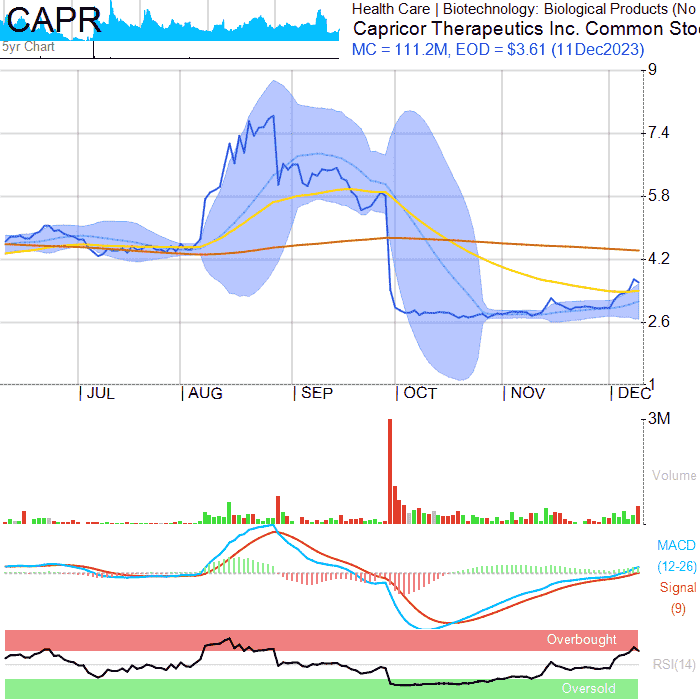 CAPR
5yr Chart
Health Care | Biotechnology: Biological Products (No
Capricor Therapeutics Inc. Common Sto
MC = 111.2M, EOD = $3.61 (11Dec2023)
9
7.4
5.8
4.2
2.6
1
JUL
AUG
SEP
OCT
NOV
DEC
3M
Volume
MACD
(12-26)
Signal
(9)
Overbought
RSI(14)
Oversold